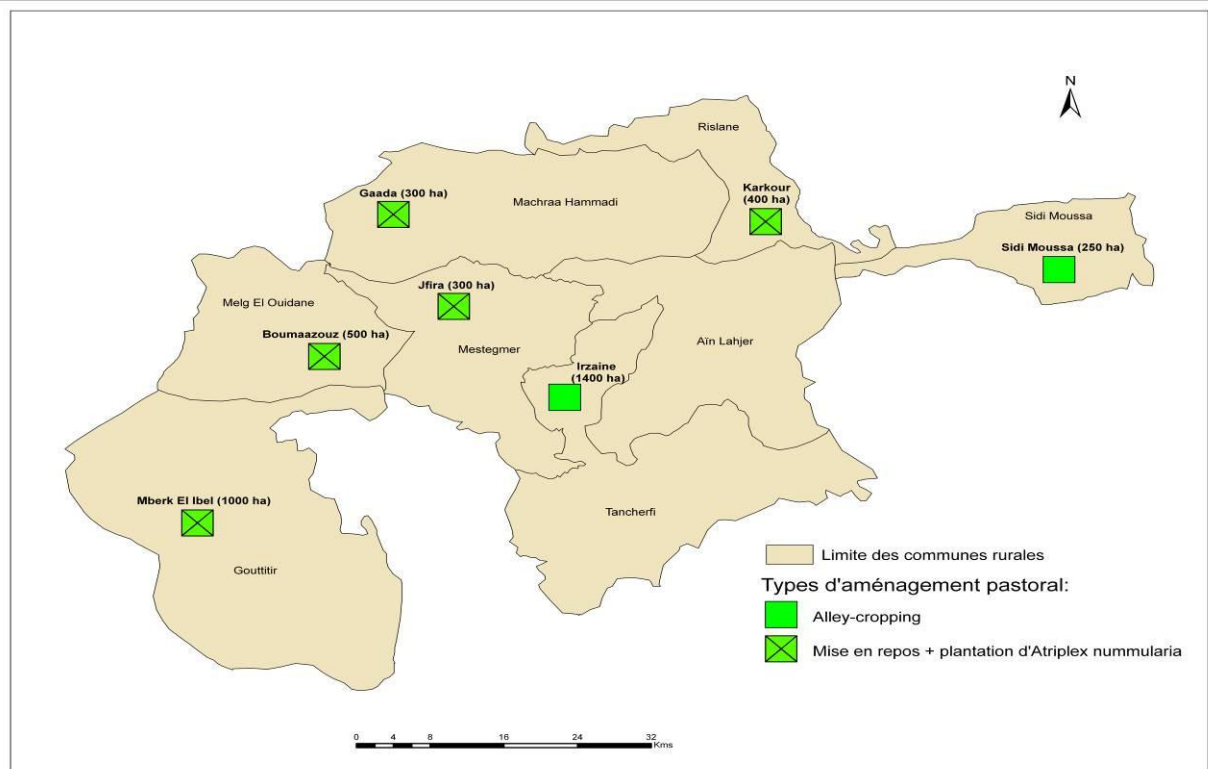 N
Rislane
Gaada (300 ha)
Machraa Hammadi
Karkour
(400 ha)
Sidi Moussa
Sidi Moussa (250 ha)
Jfira (300 ha)
Melg El Ouidane
Boumaazouz (500 ha)
Mestegmer
Aïn Lahjer
Irzaine
(1400 ha)
Mberk El Ibel (1000 ha)
Tancherfi
Gouttitir
Limite des communes rurales
Types d'aménagement pastoral:
Alley-cropping
Mise en repos + plantation d'Atriplex nummularia
0 4 8 16 24 32
Kms